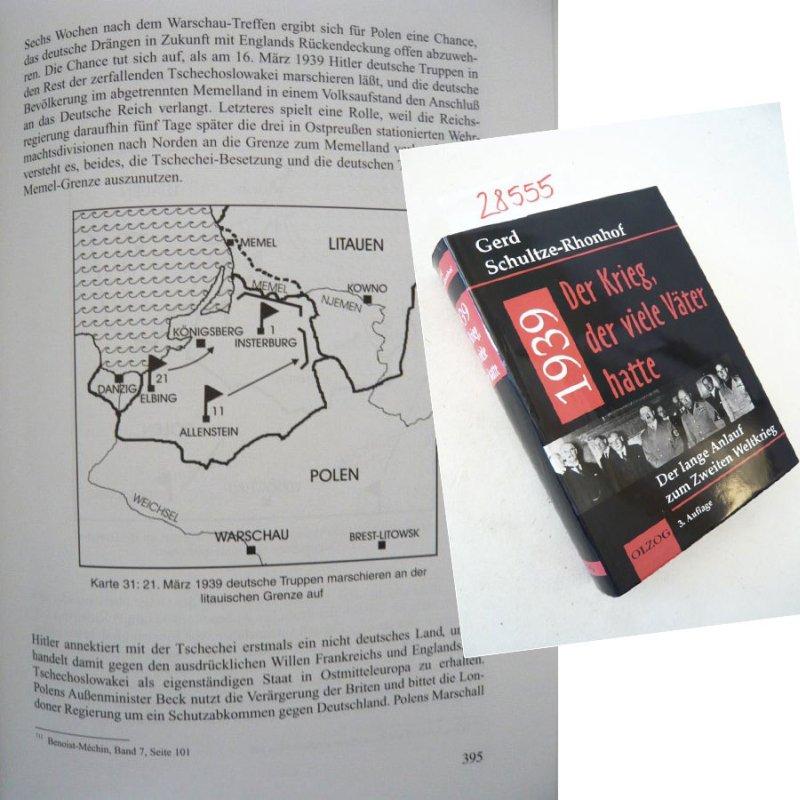 Sechs Wochen nach dem Warschau-Treffen ergibt sich für Polen eine Chance,
das deutsche Drängen in Zukunft mit Englands Rückendeckung offen abzuweh-
ren. Die Chance tut sich auf, als am 16. März 1939 Hitler deutsche Truppen in
den Rest der zerfallenden Tschechoslowakei marschieren läßt, und die deutsche
Bevölkerung im abgetrennten Memelland in einem Volksaufstand den Anschluß
an das Deutsche Reich verlangt. Letzteres spielt eine Rolle, weil die Reichs-
regierung daraufhin fünf Tage später die drei in Ostpreußen stationierten Wehr-
machtsdivisionen nach Norden an die Grenze zum Memelland
versteht es, beides, die Tschechei-Besetzung und die deutschen
Memel-Grenze auszunutzen.
MEMEL
LITAUEN
MEMEL
KOWNO
NJEMEN
KÖNIGSBERG
1
INSTERBURG
DANZIG
21
ELBING
11
ALLENSTEIN
POLEN
WEICHSEL
WARSCHAU
BREST-LITOWSK
Karte 31: 21. März 1939 deutsche Truppen marschieren an der
litauischen Grenze auf
Hitler annektiert mit der Tschechei erstmals ein nicht deutsches Land,
handelt damit gegen den ausdrücklichen Willen Frankreichs und Englands,
Tschechoslowakei als eigenständigen Staat in Ostmitteleuropa zu erhalten.
Polens Außenminister Beck nutzt die Verärgerung der Briten und bittet die Lon-
doner Regierung um ein Schutzabkommen gegen Deutschland. Polens Marschall
Benoist-Méchin, Band 7, Seite 101
395
28555
Gerd
Schultze-Rhonhof
1939
Der Krieg,
der viele Väter
hatte
Der lange Anlauf
zum Zweiten Weltkrieg
3. Auflage
OLZOG